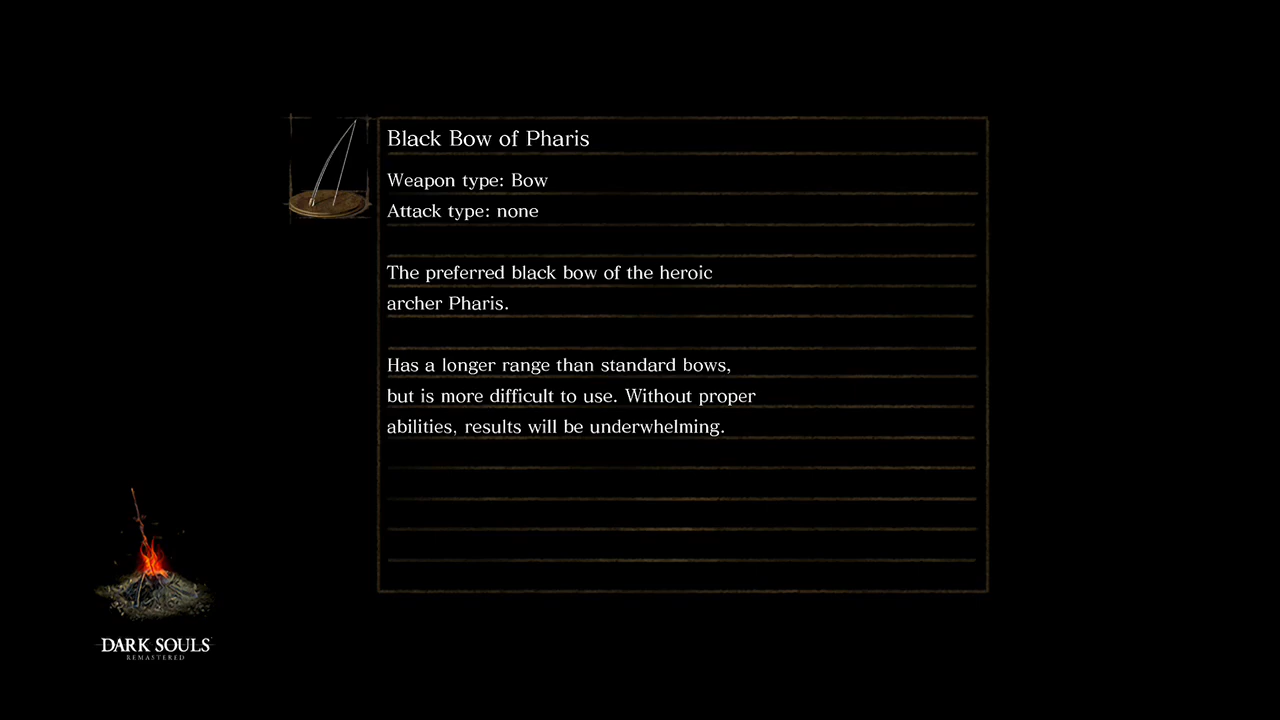 Black Bow of Pharis
Weapon type: Bow
Attack type: none
The preferred black bow of the heroic
archer Pharis.
Has a longer range than standard bows,
but is more difficult to use. Without proper
abilities, results will be underwhelming.
DARK SOULS
REMASTERED